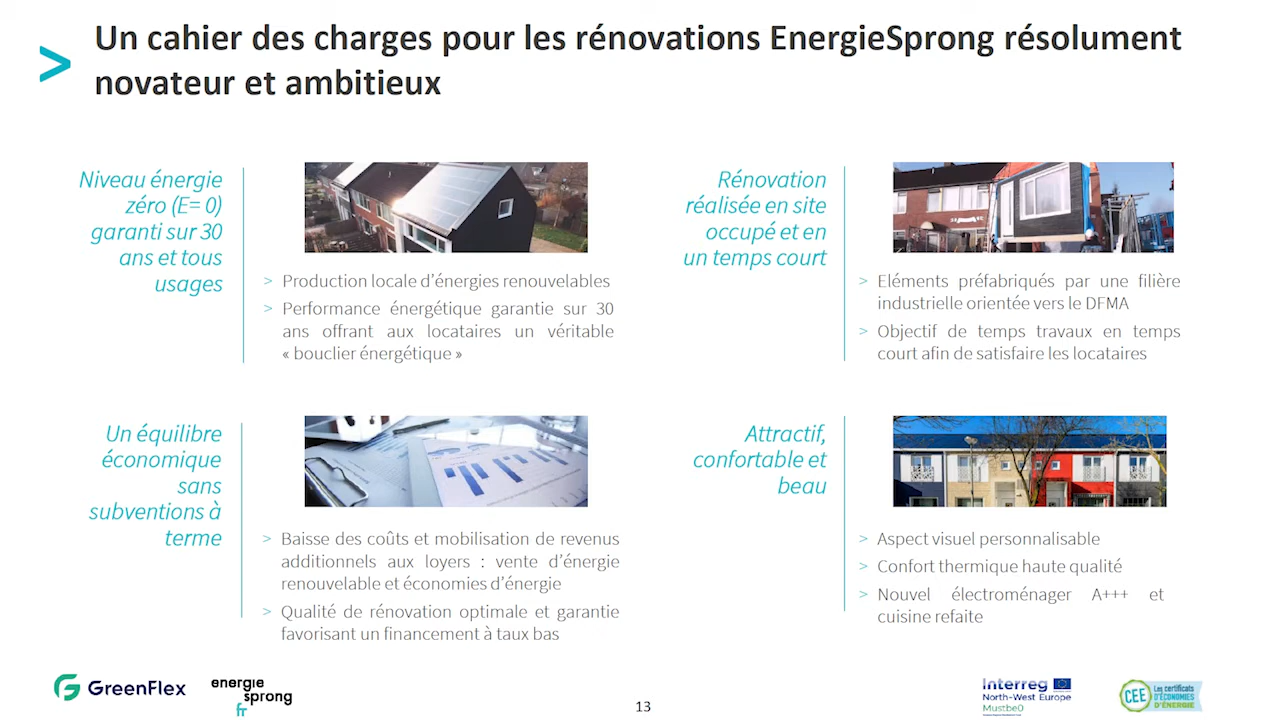 Un cahier des charges pour les rénovations EnergieSprong résolument
novateur et ambitieux
Niveau énergie
zéro (E= 0)
garanti sur 30
ans et tous
usages
> Production locale d'énergies renouvelables
> Performance énergétique garantie sur 30
ans offrant aux locataires un véritable
« bouclier énergétique »
Rénovation
réalisée en site
occupé et en
un temps court
> Eléments préfabriqués par une filière
industrielle orientée vers le DFMA
> Objectif de temps travaux en temps
court afin de satisfaire les locataires
Un équilibre
économique
sans
subventions à
terme
> Baisse des coûts et mobilisation de revenus
additionnels aux loyers : vente d'énergie
renouvelable et économies d'énergie
> Qualité de rénovation optimale et garantie
favorisant un financement à taux bas
Attractif,
confortable et
beau
> Aspect visuel personnalisable
> Confort thermique haute qualité
> Nouvel électroménager A+++ et
cuisine refaite
GreenFlex
energie
sprong
fr
13
Interreg
North-West Europe
Mustbe0
CEE
Les certificats
d'ÉCONOMIES
D'ÉNERGIE